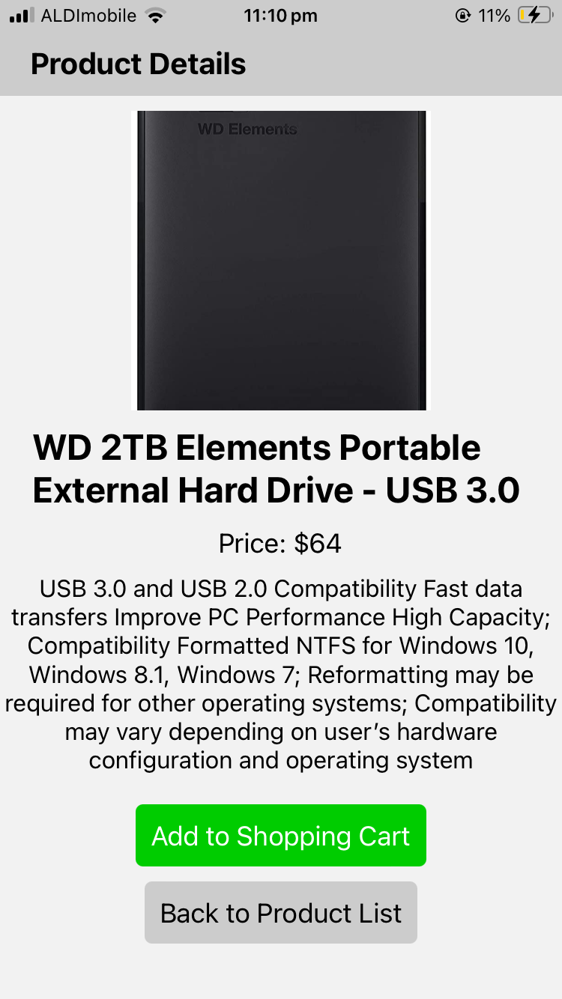 ALDImobile 11:10 pm 11%
Product Details
WD Elements
WD 2TB Elements Portable
External Hard Drive - USB 3.0
Price: $64
USB 3.0 and USB 2.0 Compatibility Fast data
transfers Improve PC Performance High Capacity;
Compatibility Formatted NTFS for Windows 10,
Windows 8.1, Windows 7; Reformatting may be
required for other operating systems; Compatibility
may vary depending on user’s hardware
configuration and operating system
Add to Shopping Cart
Back to Product List